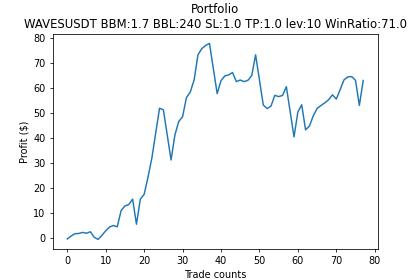 Portfolio
WAVESUSDT BBM:1.7 BBL:240 SL:1.0 TP:1.0 lev:10 WinRatio:71.0
80
70
60
50
40
30
20
10
0
Profit ($)
0 10 20 30 40 50 60 70 80
Trade counts